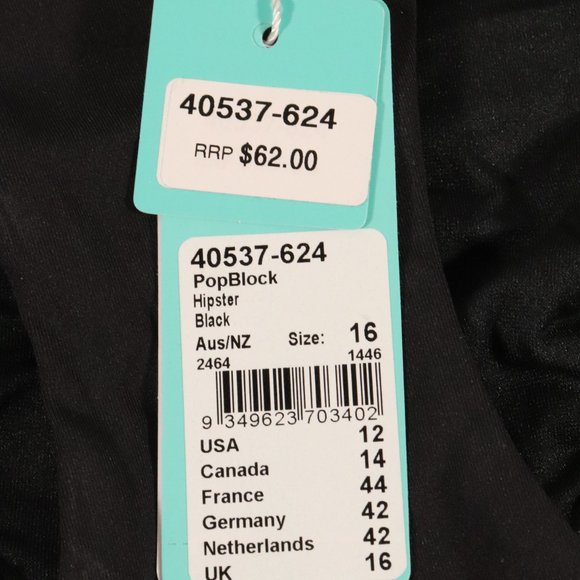 40537-624
RRP $62.00
40537-624
PopBlock
Hipster
Black
Aus/NZ Size: 16
2464 1446
9 349623 703402
USA 12
Canada 14
France 44
Germany 42
Netherlands 42
UK 16